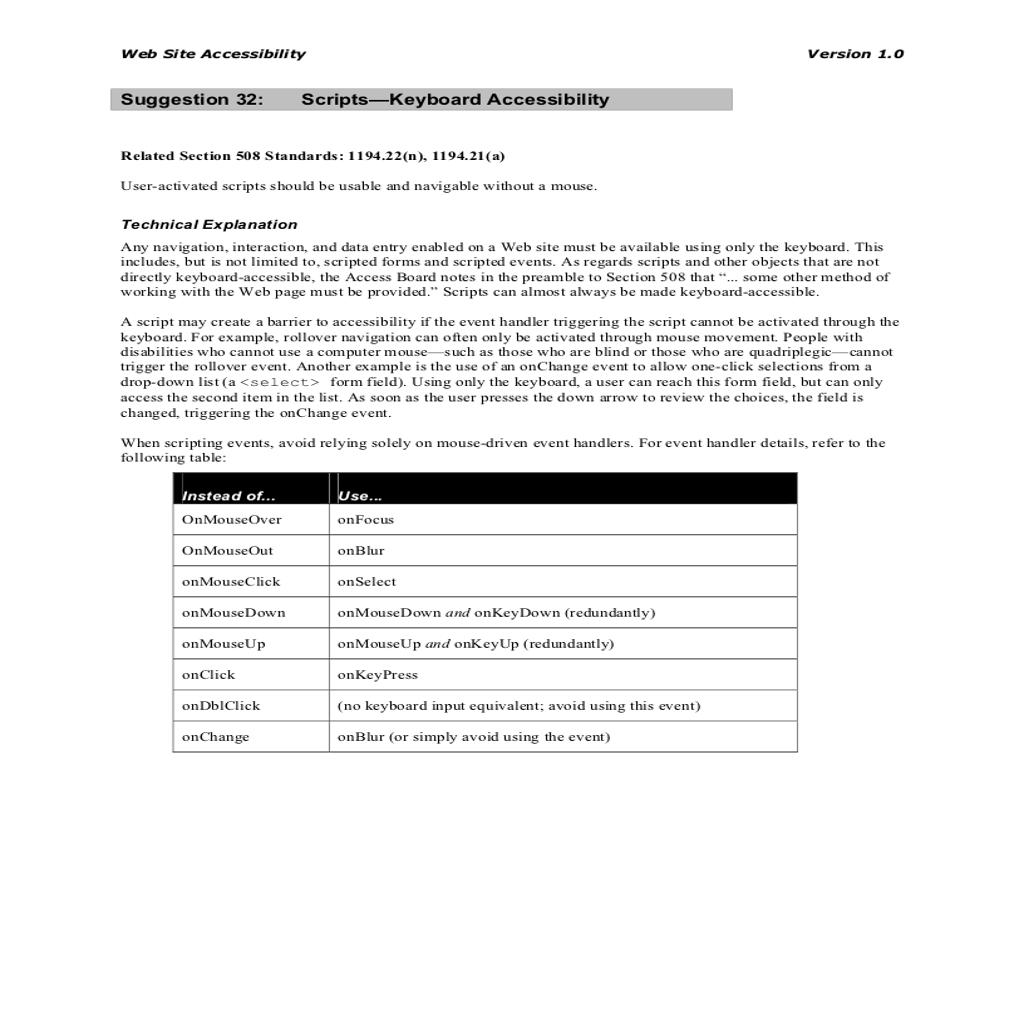 Web Site Accessibility Version 1.0
Suggestion 32: Scripts—Keyboard Accessibility
Related Section 508 Standards: 1194.22(n), 1194.21(a)
User-activated scripts should be usable and navigable without a mouse.
Technical Explanation
Any navigation, interaction, and data entry enabled on a Web site must be available using only the keyboard. This
includes, but is not limited to, scripted forms and scripted events. As regards scripts and other objects that are not
directly keyboard-accessible, the Access Board notes in the preamble to Section 508 that “... some other method of
working with the Web page must be provided.” Scripts can almost always be made keyboard-accessible.
A script may create a barrier to accessibility if the event handler triggering the script cannot be activated through the
keyboard. For example, rollover navigation can often only be activated through mouse movement. People with
disabilities who cannot use a computer mouse—such as those who are blind or those who are quadriplegic—cannot
trigger the rollover event. Another example is the use of an onChange event to allow one-click selections from a
drop-down list (a <select> form field). Using only the keyboard, a user can reach this form field, but can only
access the second item in the list. As soon as the user presses the down arrow to review the choices, the field is
changed, triggering the onChange event.
When scripting events, avoid relying solely on mouse-driven event handlers. For event handler details, refer to the
following table:
Instead of... Use...
OnMouseOver onFocus
OnMouseOut onBlur
onMouseClick onSelect
onMouseDown onMouseDown and onKeyDown (redundantly)
onMouseUp onMouseUp and onKeyUp (redundantly)
onClick onKeyPress
onDblClick (no keyboard input equivalent; avoid using this event)
onChange onBlur (or simply avoid using the event)